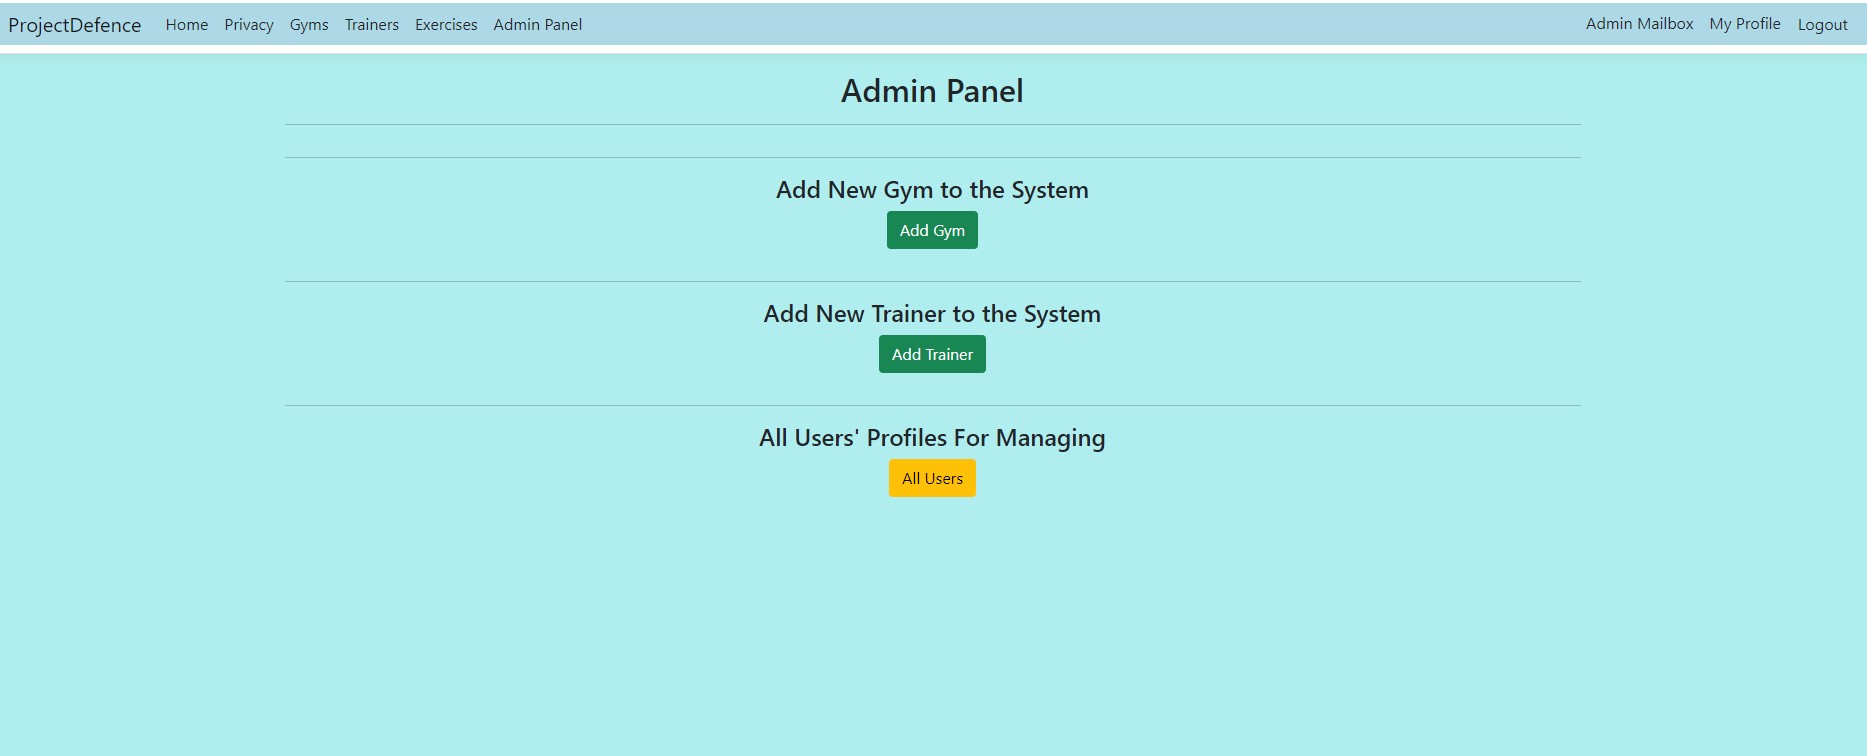 ProjectDefence Home Privacy Gyms Trainers Exercises Admin Panel Admin Mailbox My Profile Logout
Admin Panel
Add New Gym to the System
Add Gym
Add New Trainer to the System
Add Trainer
All Users' Profiles For Managing
All Users